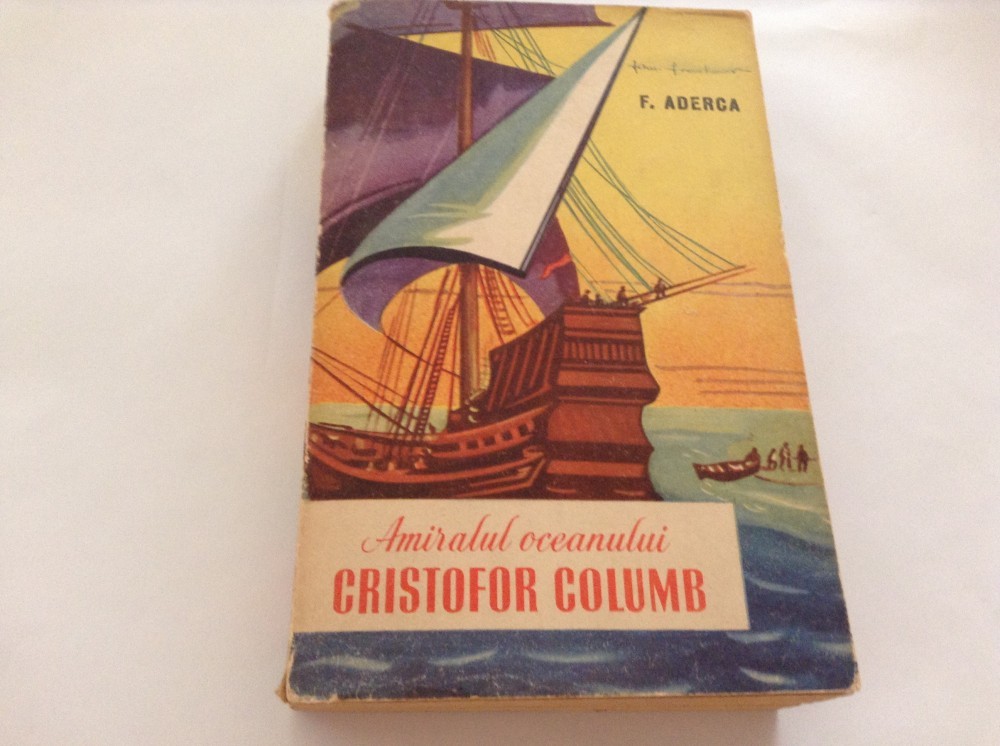 F. ADERCA
Amiralul oceanului
CRISTOFOR COLUMB